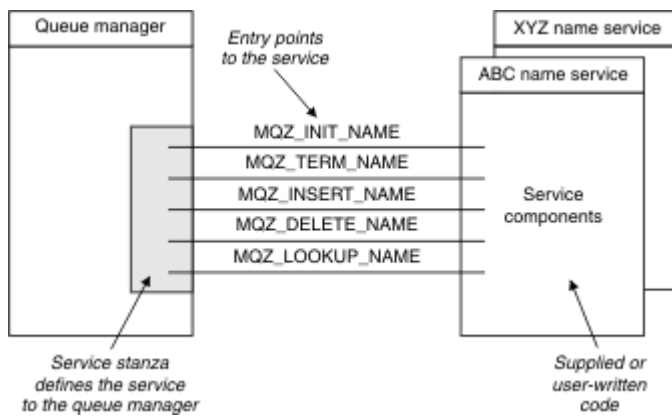 Queue manager
Entry points
to the service
XYZ name service
ABC name service
MQZ_INIT_NAME
MQZ_TERM_NAME
MQZ_INSERT_NAME
MQZ_DELETE_NAME
MQZ_LOOKUP_NAME
Service
components
Service stanza
defines the service
to the queue manager
Supplied or
user-written
code